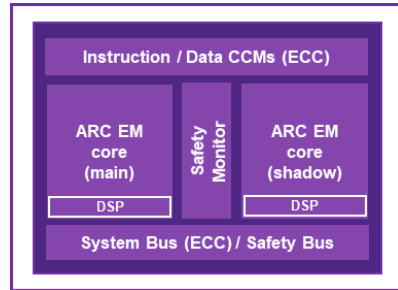 Instruction / Data CCMs (ECC)
ARC EM
core
(main)
DSP
Safety
Monitor
ARC EM
core
(shadow)
DSP
System Bus (ECC) / Safety Bus